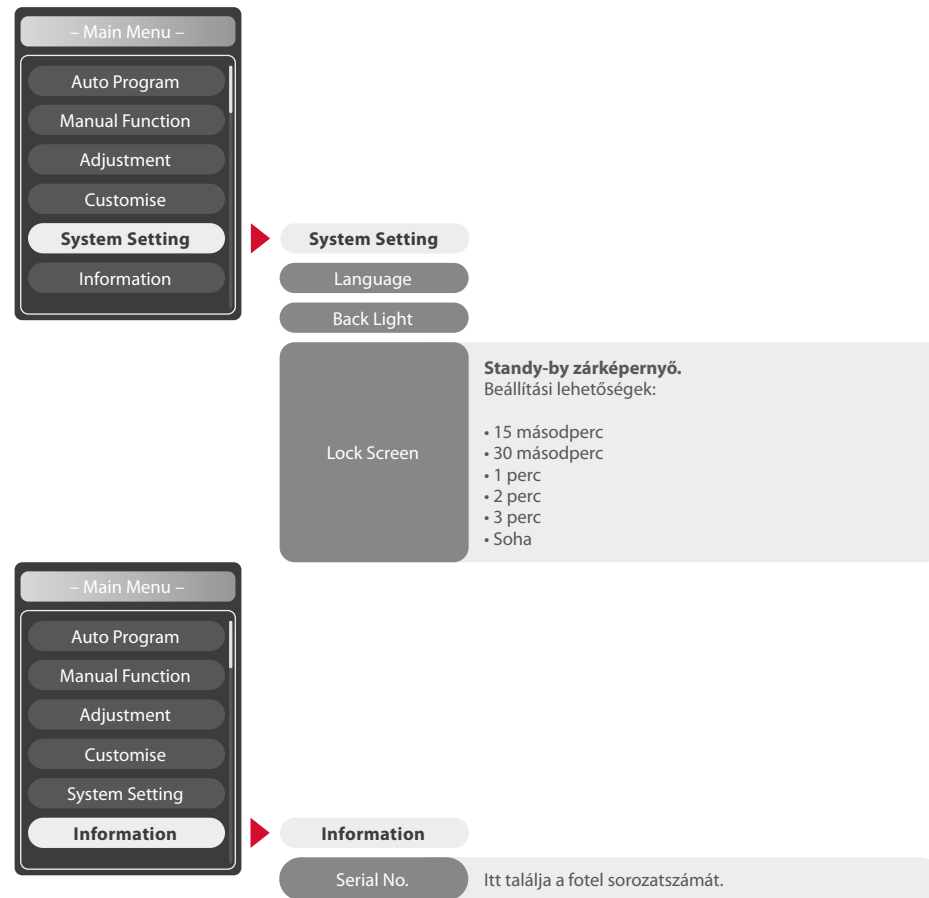 – Main Menu –
Auto Program
Manual Function
Adjustment
Customise
System Setting
Information
System Setting
Language
Back Light
Lock Screen
Standy-by zárképernyő.
Beállítási lehetőségek:
• 15 másodperc
• 30 másodperc
• 1 perc
• 2 perc
• 3 perc
• Soha
– Main Menu –
Auto Program
Manual Function
Adjustment
Customise
System Setting
Information
Information
Serial No.
Itt találja a fotel sorozatszámát.